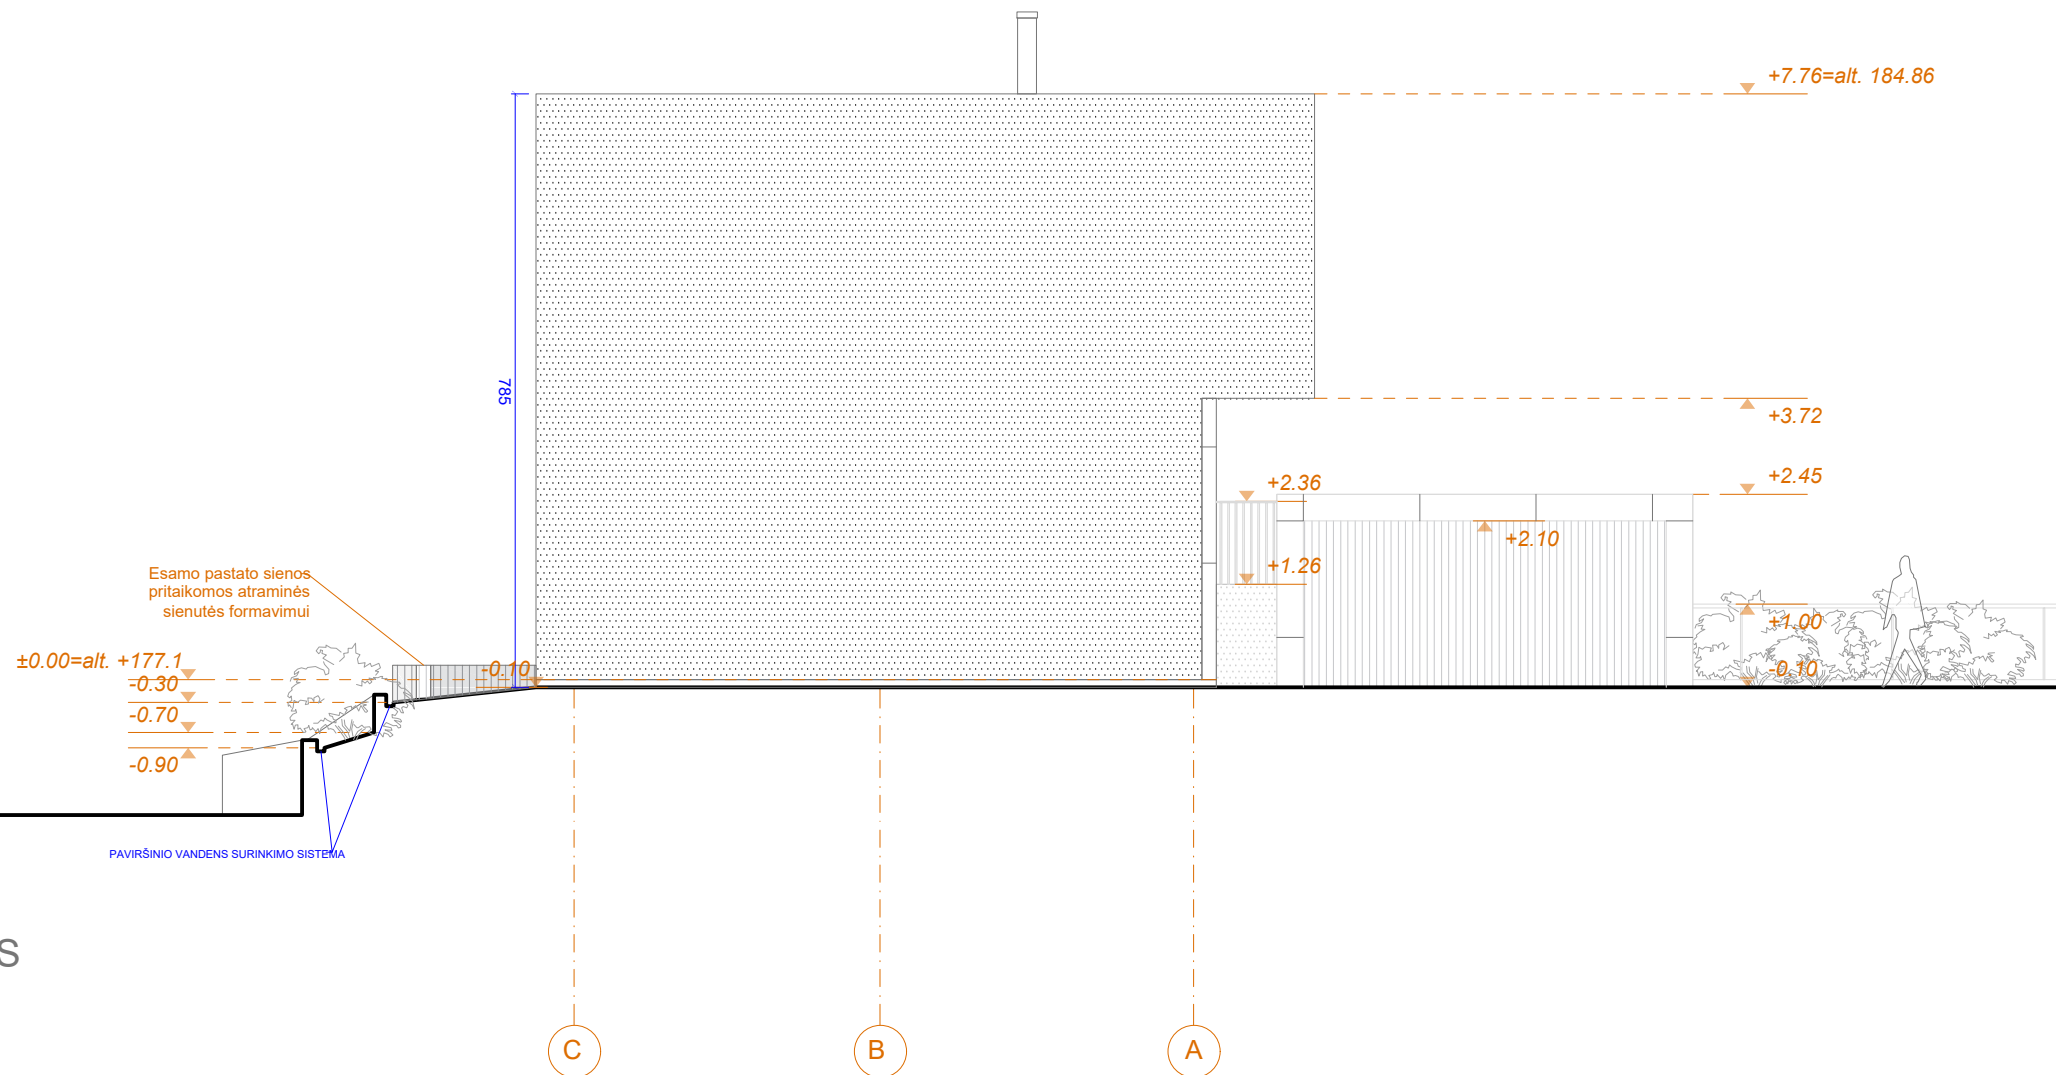 +7.76=alt. 184.86
785
+3.72
+2.36
+2.45
+2.10
+1.26
Esamo pastato sienos
pritaikomos atraminės
sienutės formavimui
+1.00
±0.00=alt. +177.1
-0.10
-0.10
-0.30
-0.70
-0.90
PAVIRŠINIO VANDENS SURINKIMO SISTEMA
S
C
B
A